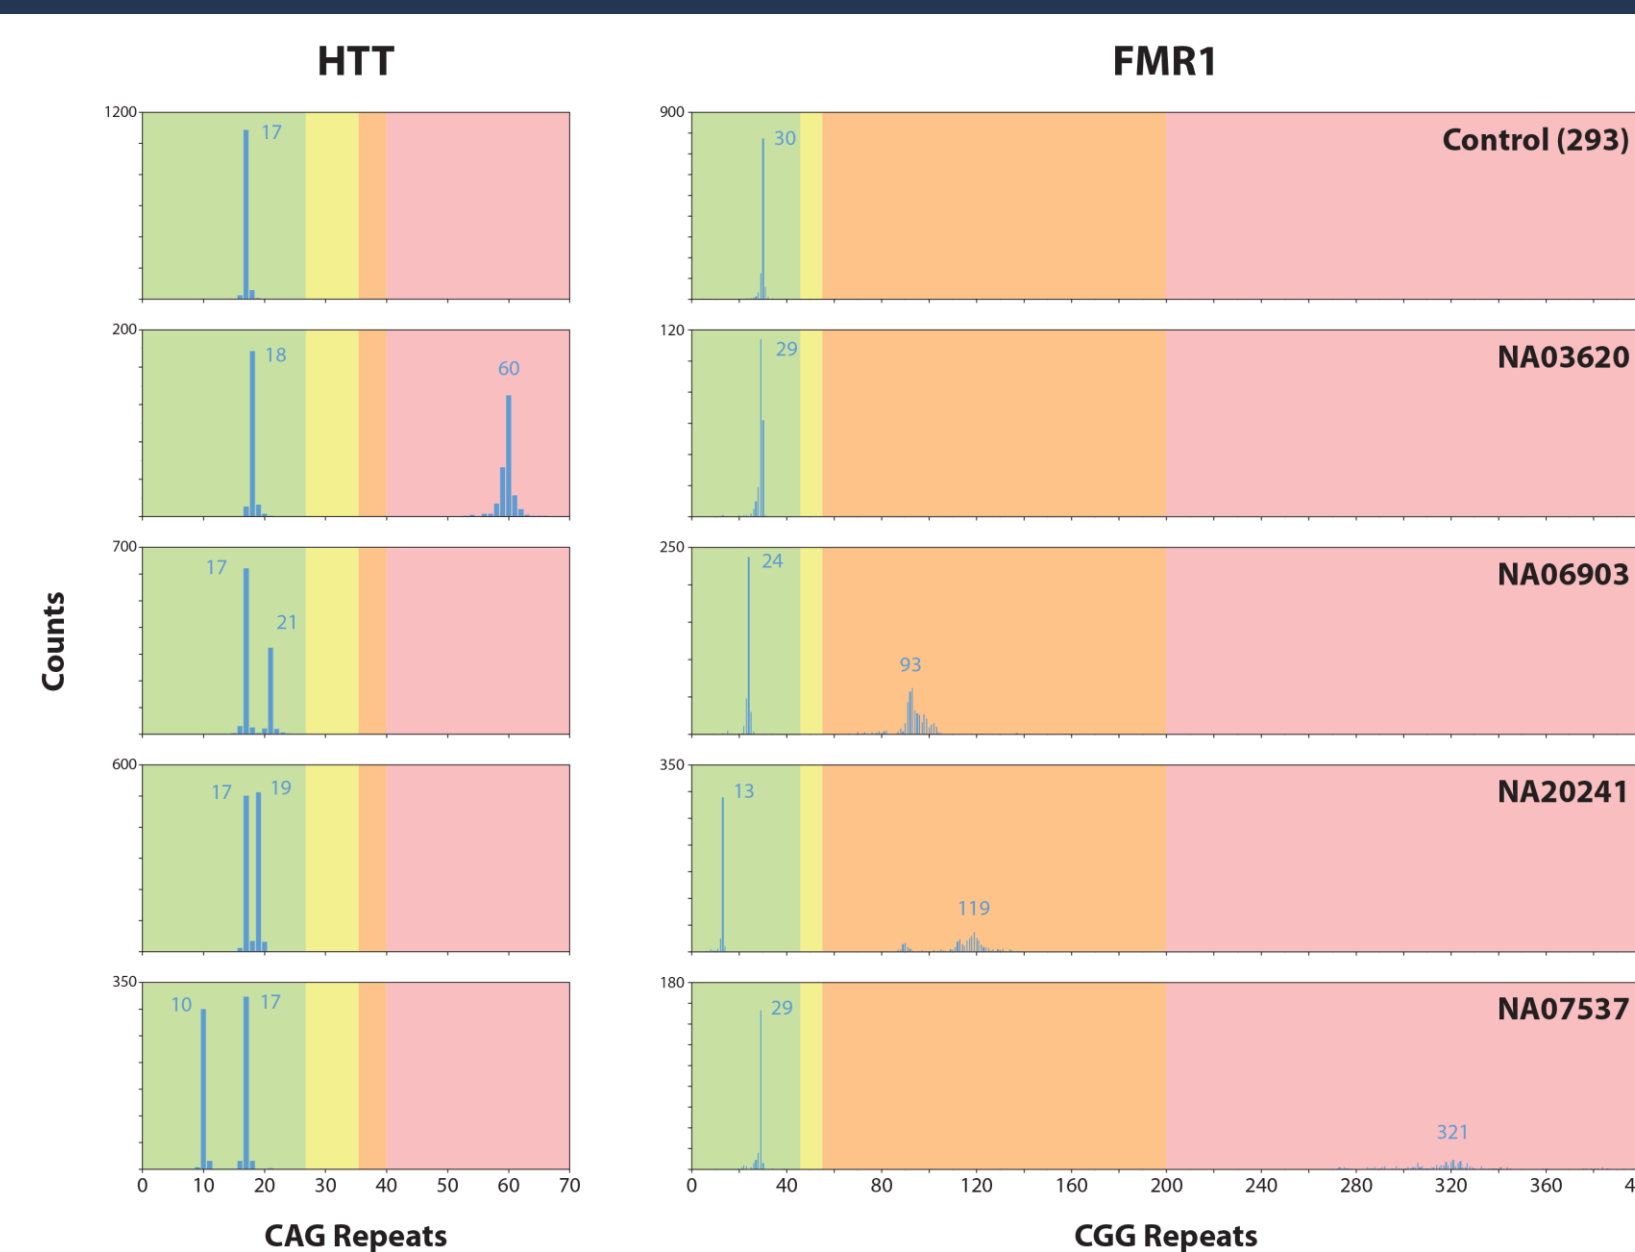 HTT FMR1
1200 900
17 30 Control (293)
200 120
18 60 29 NA03620
700 250
17 21 24 93 NA06903
600 350
17 19 13 119 NA20241
350 180
10 17 29 321 NA07537
Counts
0 10 20 30 40 50 60 70 0 40 80 120 160 200 240 280 320 360 4
CAG Repeats CGG Repeats